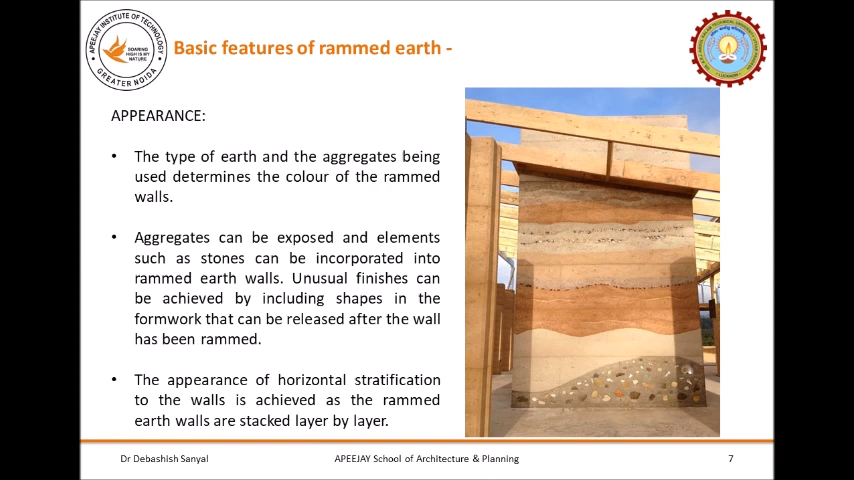 APEEJAY INSTITUTE OF TECHNOLOGY
SOARING
HIGH IS MY
NATURE
GREATER NOIDA
Basic features of rammed earth -
APPEARANCE:
• The type of earth and the aggregates being
used determines the colour of the rammed
walls.
• Aggregates can be exposed and elements
such as stones can be incorporated into
rammed earth walls. Unusual finishes can
be achieved by including shapes in the
formwork that can be released after the wall
has been rammed.
• The appearance of horizontal stratification
to the walls is achieved as the rammed
earth walls are stacked layer by layer.
Dr Debashish Sanyal
APEEJAY School of Architecture & Planning
7